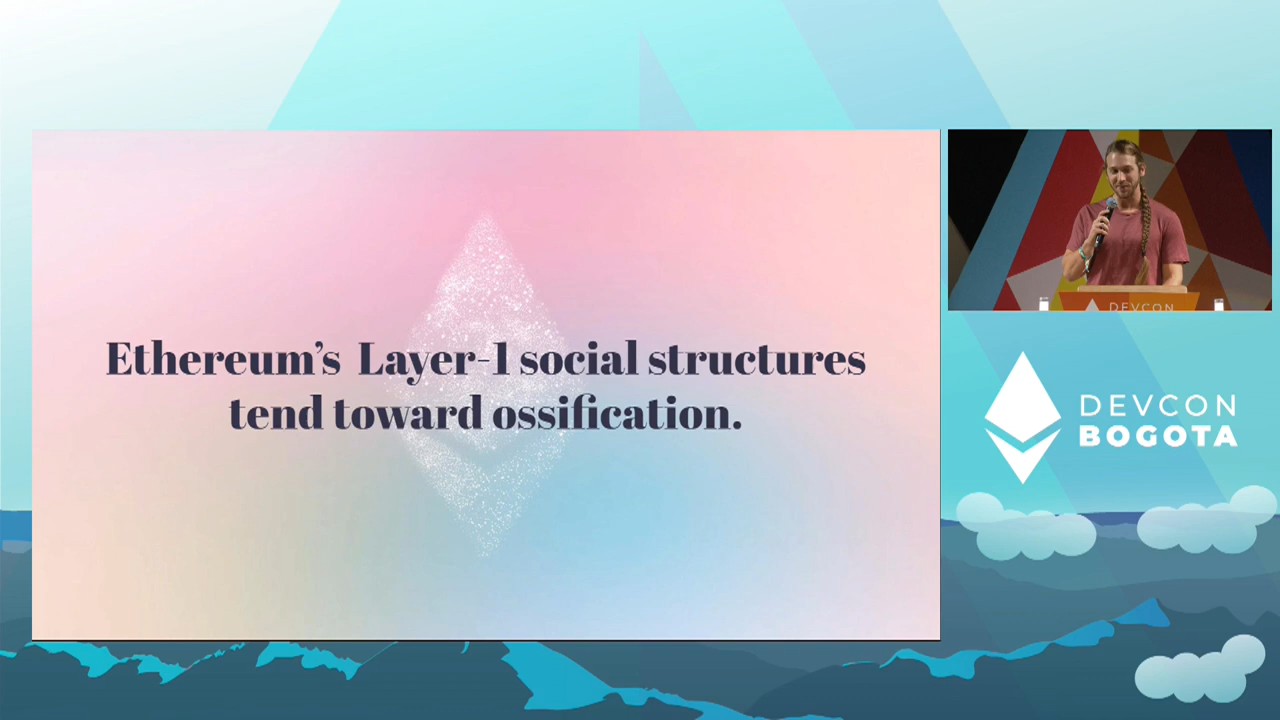 Ethereum's Layer-1 social structures
tend toward ossification.
DEVCON
DEVCON
BOGOTA